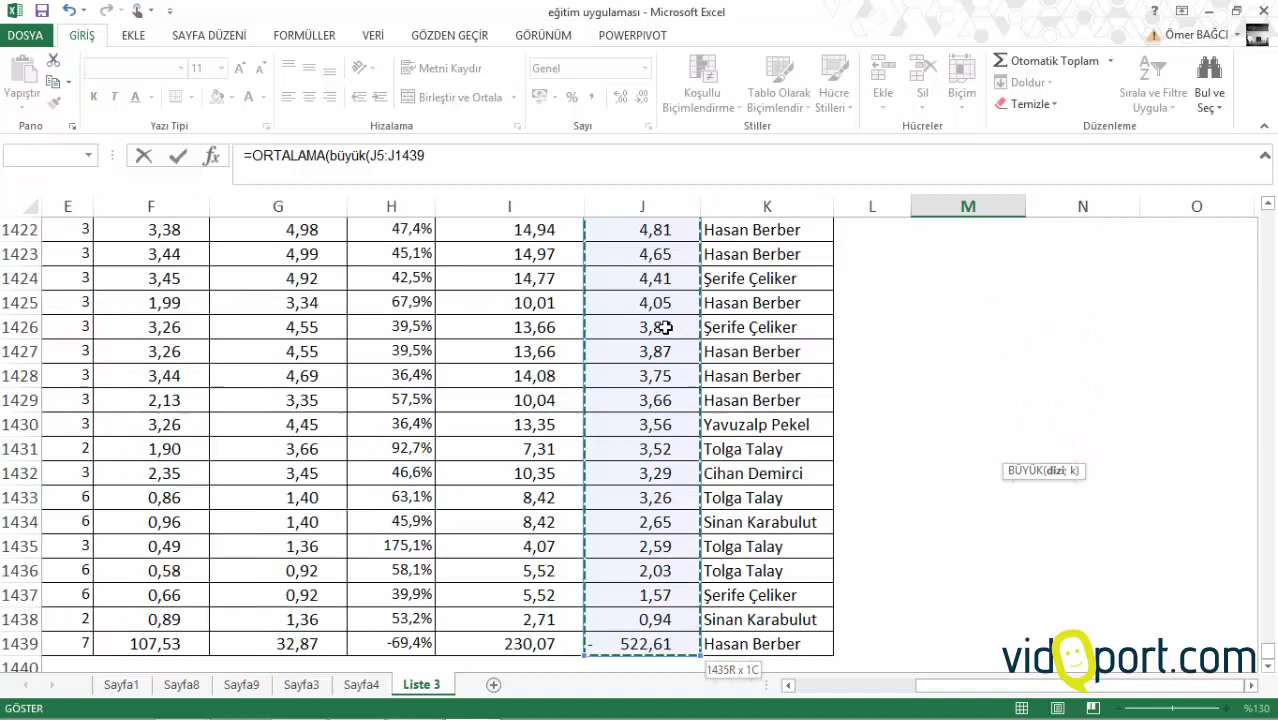 eğitim uygulaması - Microsoft Excel
DOSYA GİRİŞ EKLE SAYFA DÜZENİ FORMÜLLER VERİ GÖZDEN GEÇİR GÖRÜNÜM POWERPIVOT Ömer BAĞCI
Yapıştır
Pano
11
K T A
Yazı Tipi
Metni Kaydır
Birleştir ve Ortala
Hizalama
Genel
Sayı
Koşullu Biçimlendirme
Tablo Olarak Biçimlendir
Hücre Stilleri
Stiller
Ekle Sil Biçim
Hücreler
Otomatik Toplam
Doldur
Temizle
Sırala ve Filtre Uygula
Bul ve Seç
Düzenleme
=ORTALAMA(büyük(J5:J1439
E F G H I J K L M N O
1422 3 3,38 4,98 47,4% 14,94 4,81 Hasan Berber
1423 3 3,44 4,99 45,1% 14,97 4,65 Hasan Berber
1424 3 3,45 4,92 42,5% 14,77 4,41 Şerife Çeliker
1425 3 1,99 3,34 67,9% 10,01 4,05 Hasan Berber
1426 3 3,26 4,55 39,5% 13,66 Şerife Çeliker
1427 3 3,26 4,55 39,5% 13,66 3,87 Hasan Berber
1428 3 3,44 4,69 36,4% 14,08 3,75 Hasan Berber
1429 3 2,13 3,35 57,5% 10,04 3,66 Hasan Berber
1430 3 3,26 4,45 36,4% 13,35 3,56 Yavuzalp Pekel
1431 2 1,90 3,66 92,7% 7,31 3,52 Tolga Talay
1432 3 2,35 3,45 46,6% 10,35 3,29 Cihan Demirci
1433 6 0,86 1,40 63,1% 8,42 3,26 Tolga Talay
1434 6 0,96 1,40 45,9% 8,42 2,65 Sinan Karabulut
1435 3 0,49 1,36 175,1% 4,07 2,59 Tolga Talay
1436 6 0,58 0,92 58,1% 5,52 2,03 Tolga Talay
1437 6 0,66 0,92 39,9% 5,52 1,57 Şerife Çeliker
1438 2 0,89 1,36 53,2% 2,71 0,94 Sinan Karabulut
1439 7 107,53 32,87 -69,4% 230,07 - 522,61 Hasan Berber
1440
BÜYÜK(dizi; k)
1435R x 1C
vidoport.com
Sayfa1 Sayfa8 Sayfa9 Sayfa3 Sayfa4 Liste 3
GÖSTER %130